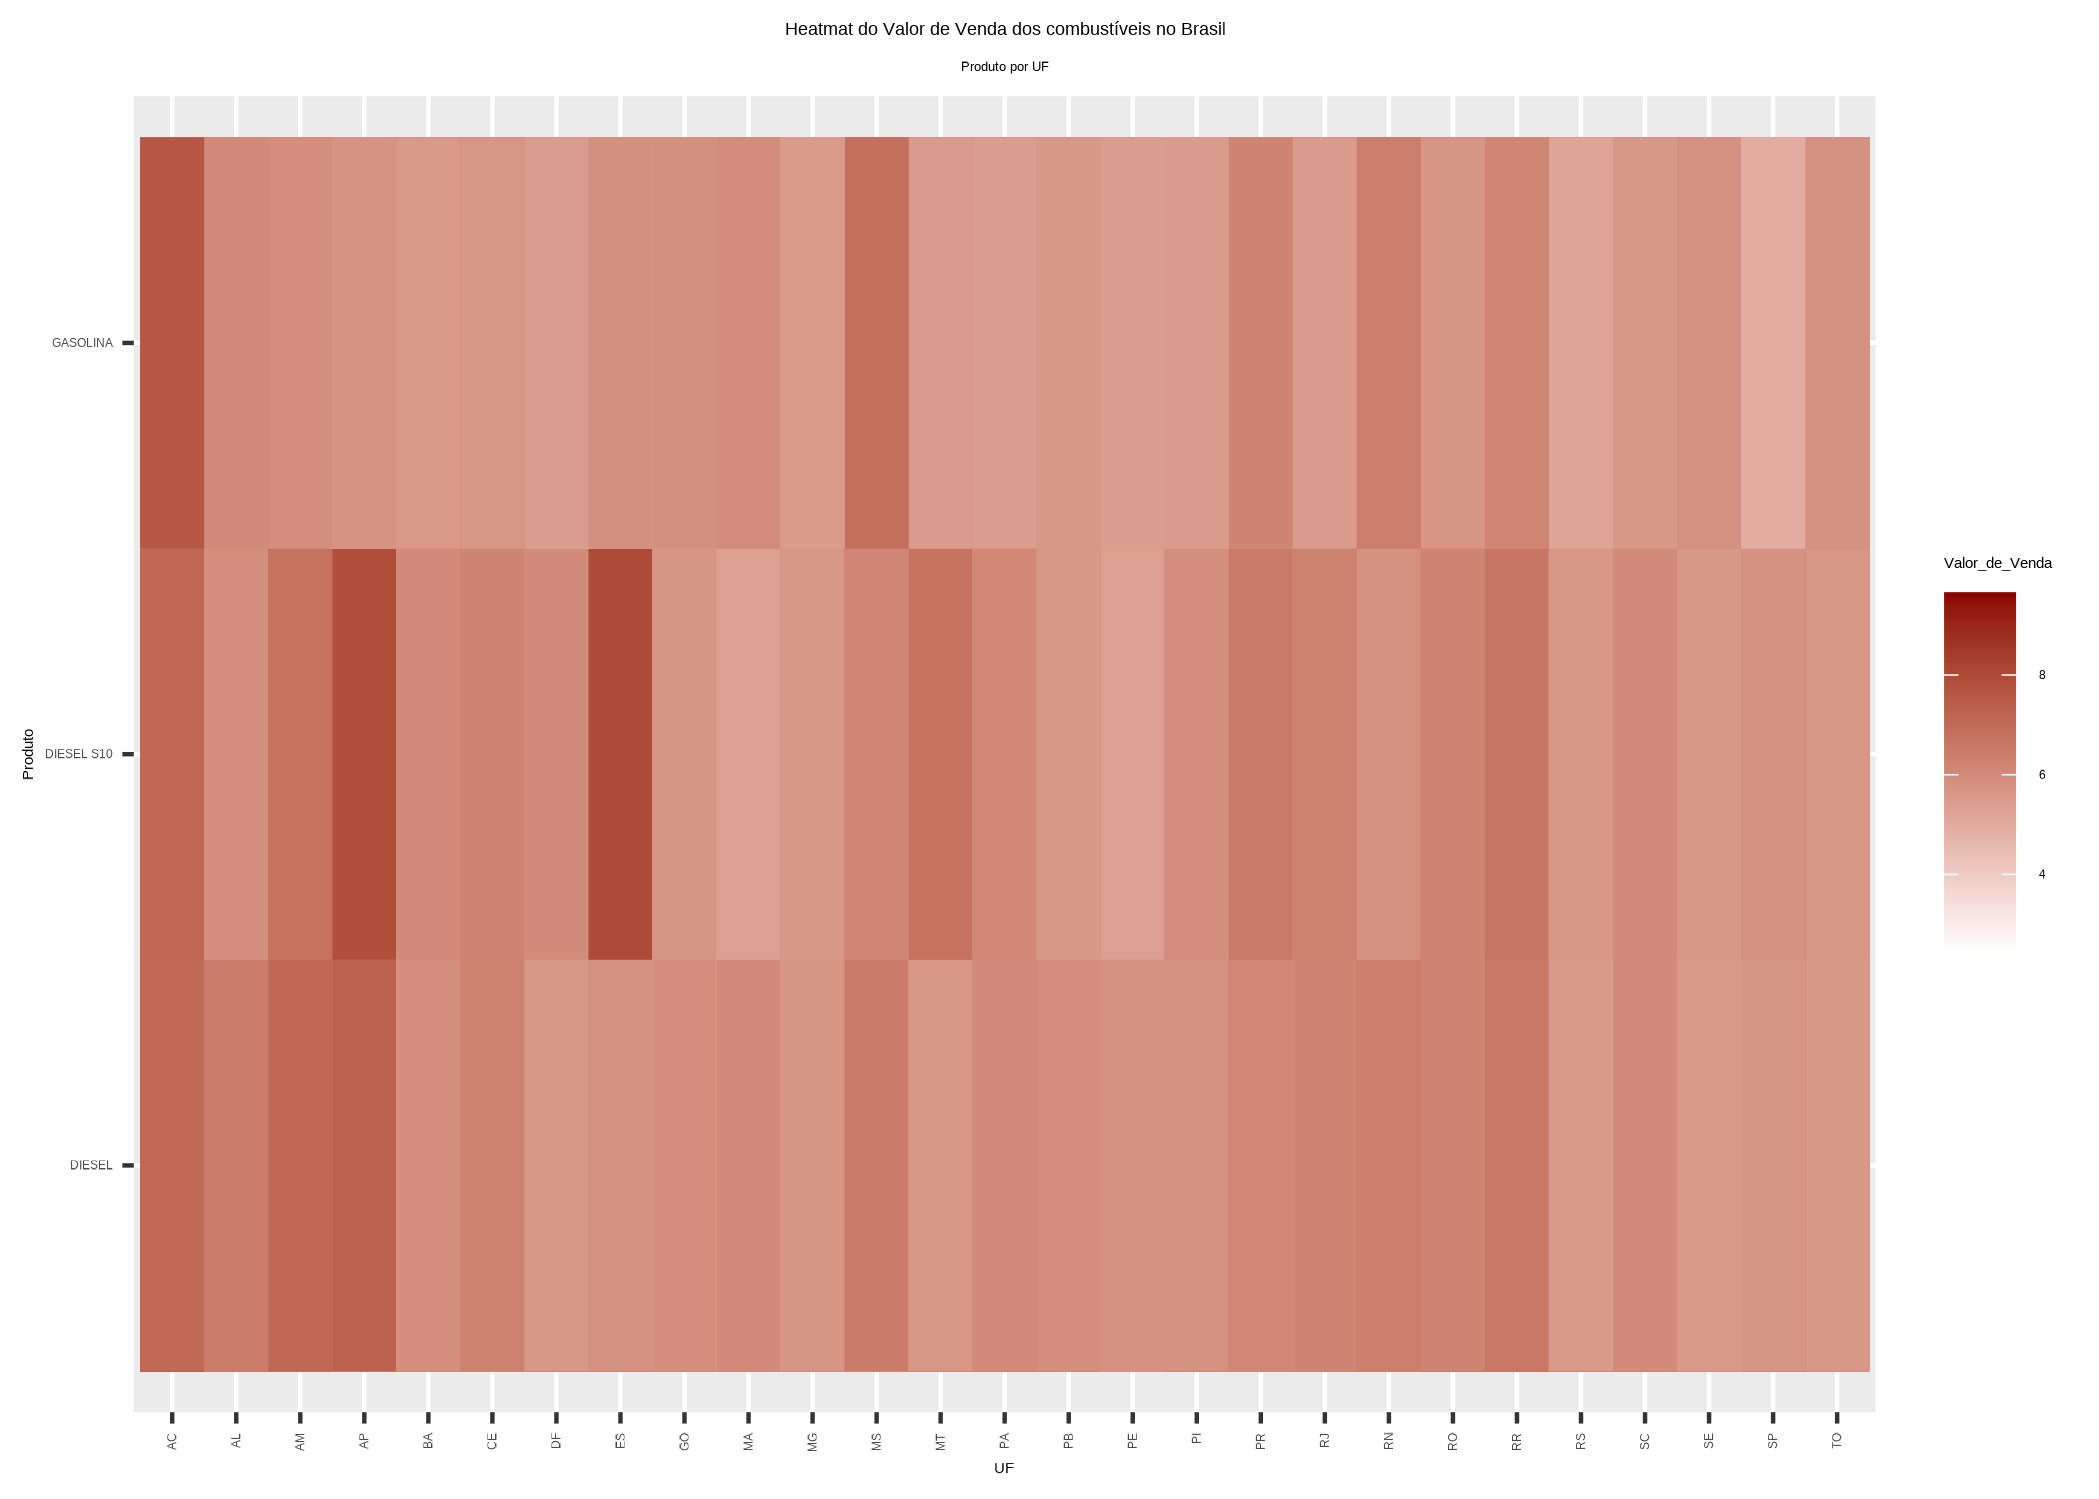 Heatmat do Valor de Venda dos combustíveis no Brasil
Produto por UF
Produto
GASOLINA
DIESEL S10
DIESEL
AC AL AM AP BA CE DF ES GO MA MG MS MT PA PB PE PI PR RJ RN RO RR RS SC SE SP TO
UF
Valor_de_Venda
8
6
4